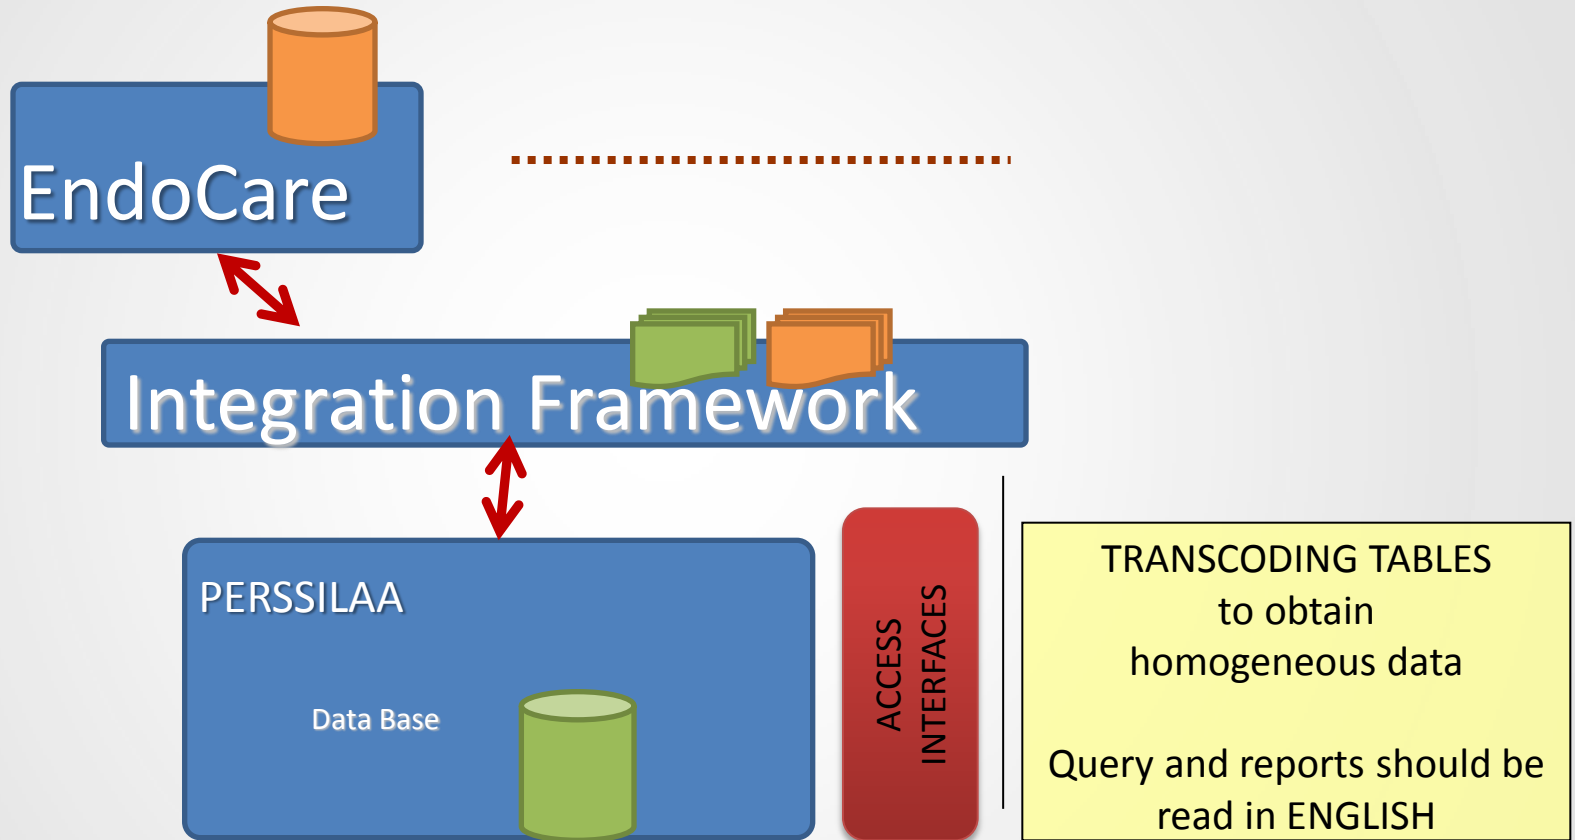 EndoCare
Integration Framework
PERSSILAA
Data Base
ACCESS
INTERFACES
TRANSCODING TABLES
to obtain
homogeneous data
Query and reports should be
read in ENGLISH